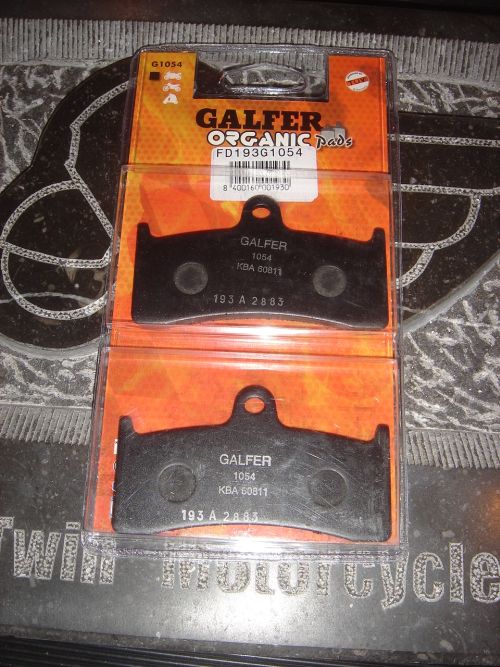 G1054
GALFER
ORGANIC pads
FD193G1054
8 400160 001930
GALFER
1054
KBA 60811
193 A 2883
GALFER
1054
KBA 60811
193 A 2883
Twin Motorcycle